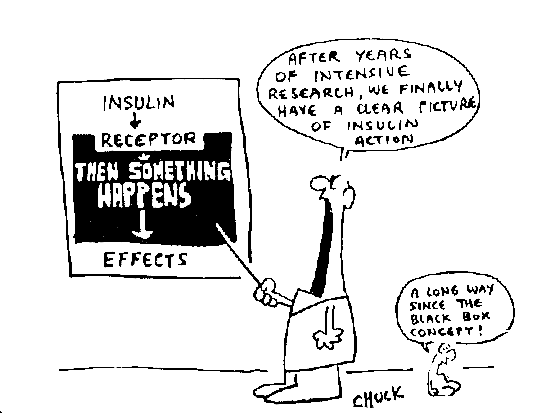 AFTER YEARS
OF INTENSIVE
RESEARCH, WE FINALLY
HAVE A CLEAR PICTURE
OF INSULIN
ACTION
INSULIN
RECEPTOR
THEN SOMETHING
HAPPENS
EFFECTS
A LONG WAY
SINCE THE
BLACK BOX
CONCEPT!
CHUCK